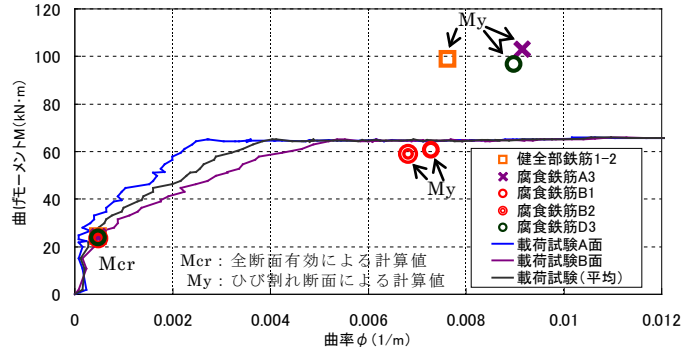 120
100
80
60
40
20
0
曲げモーメントM(kN・m)
My
My
Mcr
Mcr：全断面有効による計算値
My：ひび割れ断面による計算値
健全部鉄筋1-2
腐食鉄筋A3
腐食鉄筋B1
腐食鉄筋B2
腐食鉄筋D3
載荷試験A面
載荷試験B面
載荷試験(平均)
0 0.002 0.004 0.006 0.008 0.01 0.012
曲率φ(1/m)